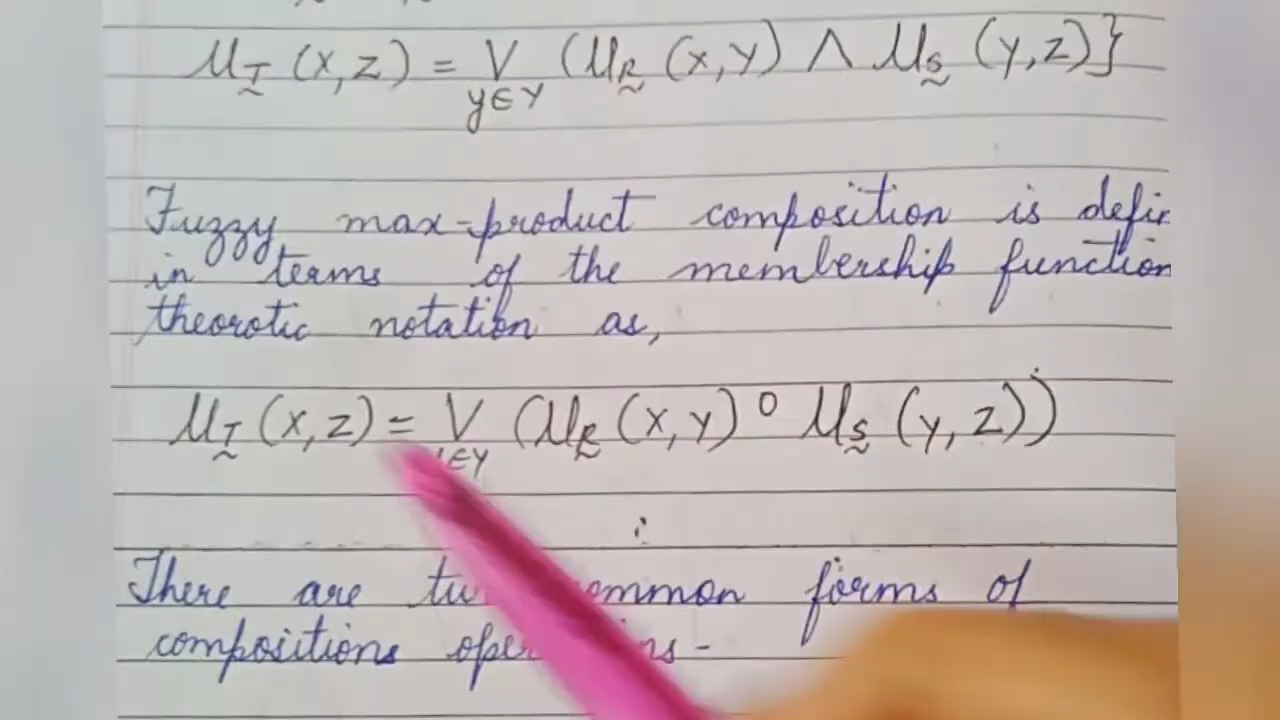 μT̰ (x,z) = V (μR̰ (x,y) Λ μS̰ (y,z)}
y∈Y
Fuzzy max-product composition is defin
in terms of the membership function
theorotic notation as,
μT̰ (x,z) = V (μR̰ (x,y) o μS̰ (y,z))
∈Y
There are common forms of
compositions -